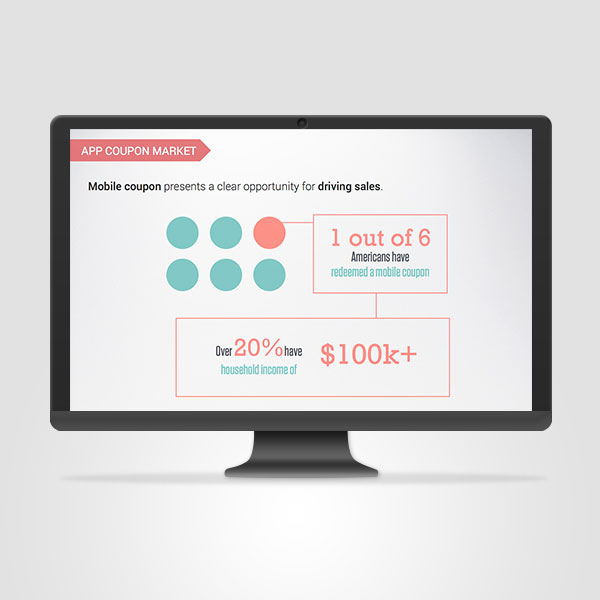 APP COUPON MARKET
Mobile coupon presents a clear opportunity for driving sales.
1 out of 6
Americans have
redeemed a mobile coupon
Over 20% have $100k+
household income of